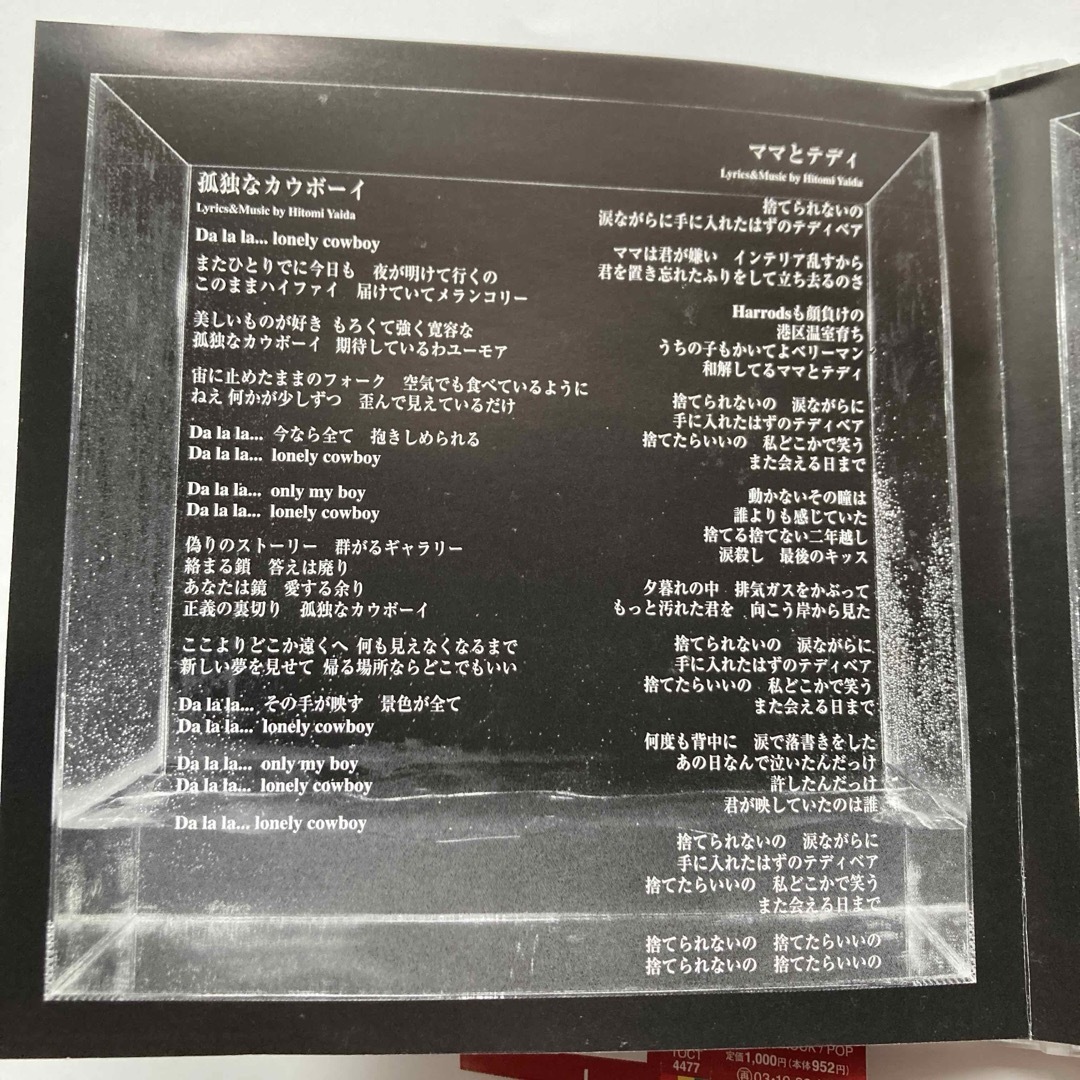 孤独なカウボーイ
Lyrics&Music by Hitomi Yaida
Da la la... lonely cowboy
またひとりでに今日も 夜が明けて行くの
このままハイファイ 届けていてメランコリー
美しいものが好き もろくて強く寛容な
孤独なカウボーイ 期待しているわユーモア
宙に止めたままのフォーク 空気でも食べているように
ねえ 何かが少しずつ 歪んで見えているだけ
Da la la... 今なら全て 抱きしめられる
Da la la... lonely cowboy
Da la la... only my boy
Da la la... lonely cowboy
偽りのストーリー 群がるギャラリー
絡まる鎖 答えは廃り
あなたは鏡 愛する余り
正義の裏切り 孤独なカウボーイ
ここよりどこか遠くへ 何も見えなくなるまで
新しい夢を見せて 帰る場所ならどこでもいい
Da la la... その手が映す 景色が全て
Da la la... lonely cowboy
Da la la... only my boy
Da la la... lonely cowboy
Da la la... lonely cowboy
ママとテディ
Lyrics&Music by Hitomi Yaida
捨てられないの
涙ながらに手に入れたはずのテディベア
ママは君が嫌い インテリア乱すから
君を置き忘れたふりをして立ち去るのさ
Harrodsも顔負けの
港区温室育ち
うちの子もかいてよベリーマン
和解してるママとテディ
捨てられないの 涙ながらに
手に入れたはずのテディベア
捨てたらいいの 私どこかで笑う
また会える日まで
動かないその瞳は
誰よりも感じていた
捨てる捨てない二年越し
涙殺し 最後のキッス
夕暮れの中 排気ガスをかぶって
もっと汚れた君を 向こう岸から見た
捨てられないの 涙ながらに
手に入れたはずのテディベア
捨てたらいいの 私どこかで笑う
また会える日まで
何度も背中に 涙で落書きをした
あの日なんで泣いたんだっけ
許したんだっけ
君が映していたのは誰
捨てられないの 涙ながらに
手に入れたはずのテディベア
捨てたらいいの 私どこかで笑う
また会える日まで
捨てられないの 捨てたらいいの
捨てられないの 捨てたらいいの
TOCT
4477
/ POP
定価1,000円(本体952円)